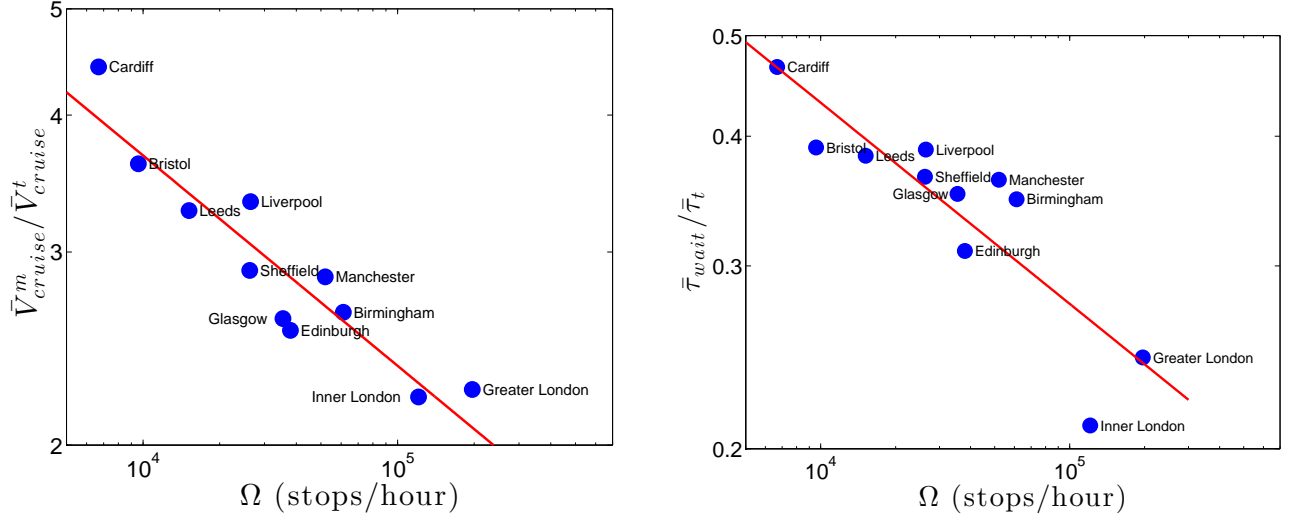 5
4
3
2
10^4
10^5
V̄^m_cruise/V̄^t_cruise
Ω (stops/hour)
Cardiff
Bristol
Liverpool
Leeds
Sheffield
Manchester
Glasgow
Birmingham
Edinburgh
Inner London
Greater London
0.5
0.4
0.3
0.2
10^4
10^5
τ̄_wait/τ̄_t
Ω (stops/hour)
Cardiff
Bristol
Leeds
Liverpool
Sheffield
Manchester
Glasgow
Birmingham
Edinburgh
Greater London
Inner London